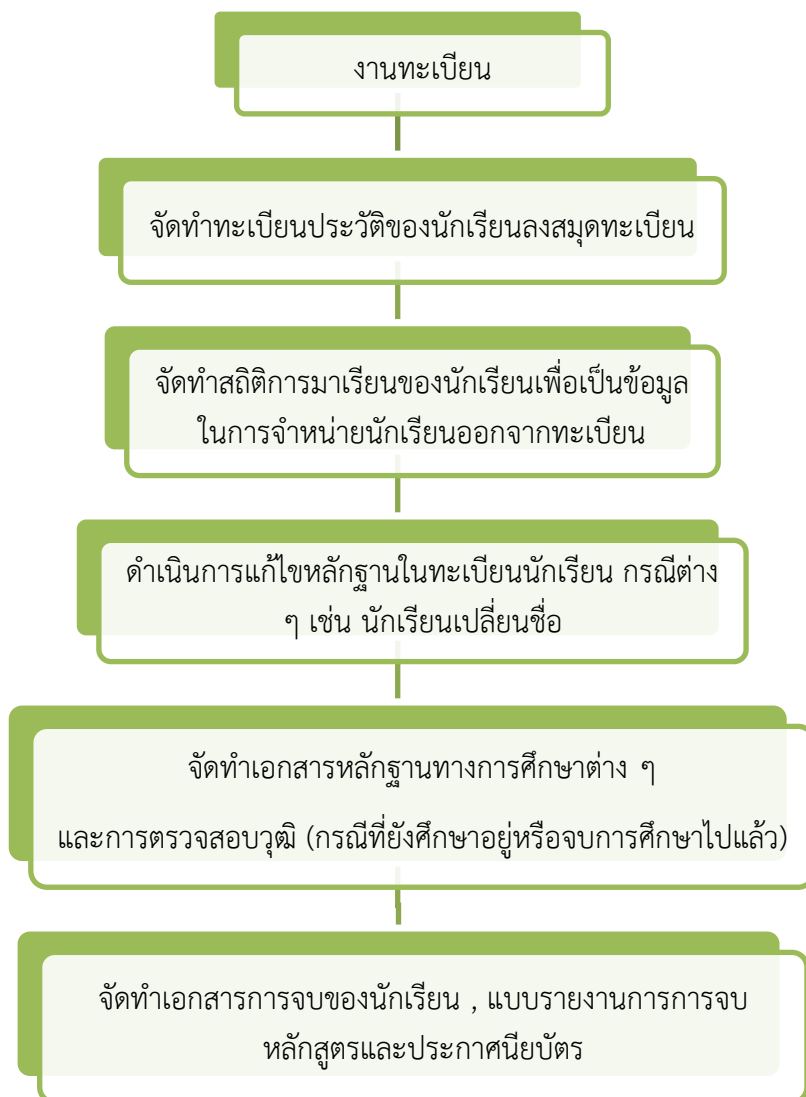 งานทะเบียน
จัดทำทะเบียนประวัติของนักเรียนลงสมุดทะเบียน
จัดทำสถิติการมาเรียนของนักเรียนเพื่อเป็นข้อมูล
ในการจำหน่ายนักเรียนออกจากทะเบียน
ดำเนินการแก้ไขหลักฐานในทะเบียนนักเรียน กรณีต่าง
ๆ เช่น นักเรียนเปลี่ยนชื่อ
จัดทำเอกสารหลักฐานทางการศึกษาต่าง ๆ
และการตรวจสอบวุฒิ (กรณีที่ยังศึกษาอยู่หรือจบการศึกษาไปแล้ว)
จัดทำเอกสารการจบของนักเรียน , แบบรายงานการการจบ
หลักสูตรและประกาศนียบัตร